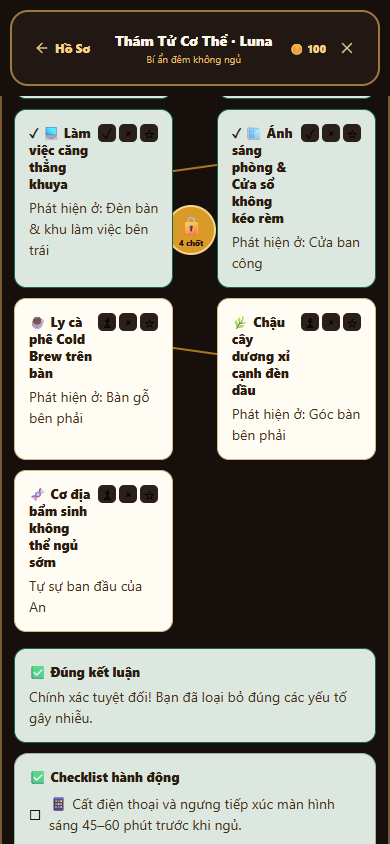 ← Hồ Sơ
Thám Tử Cơ Thể · Luna
Bí ẩn đêm không ngủ
100
✓ Làm việc căng thẳng khuya
Phát hiện ở: Đèn bàn
& khu làm việc bên
trái
✓ Ánh sáng phòng & Cửa sổ không kéo rèm
Phát hiện ở: Cửa ban
công
4 chốt
Ly cà
phê Cold
Brew trên
bàn
Phát hiện ở: Bàn gỗ
bên phải
Chậu
cây
dương xỉ
cạnh đèn
dầu
Phát hiện ở: Góc bàn
bên phải
Cơ địa
bẩm sinh
không
thể ngủ
sớm
Tự sự ban đầu của
An
Đúng kết luận
Chính xác tuyệt đối! Bạn đã loại bỏ đúng các yếu tố
gây nhiễu.
Checklist hành động
Cất điện thoại và ngưng tiếp xúc màn hình
sáng 45–60 phút trước khi ngủ.